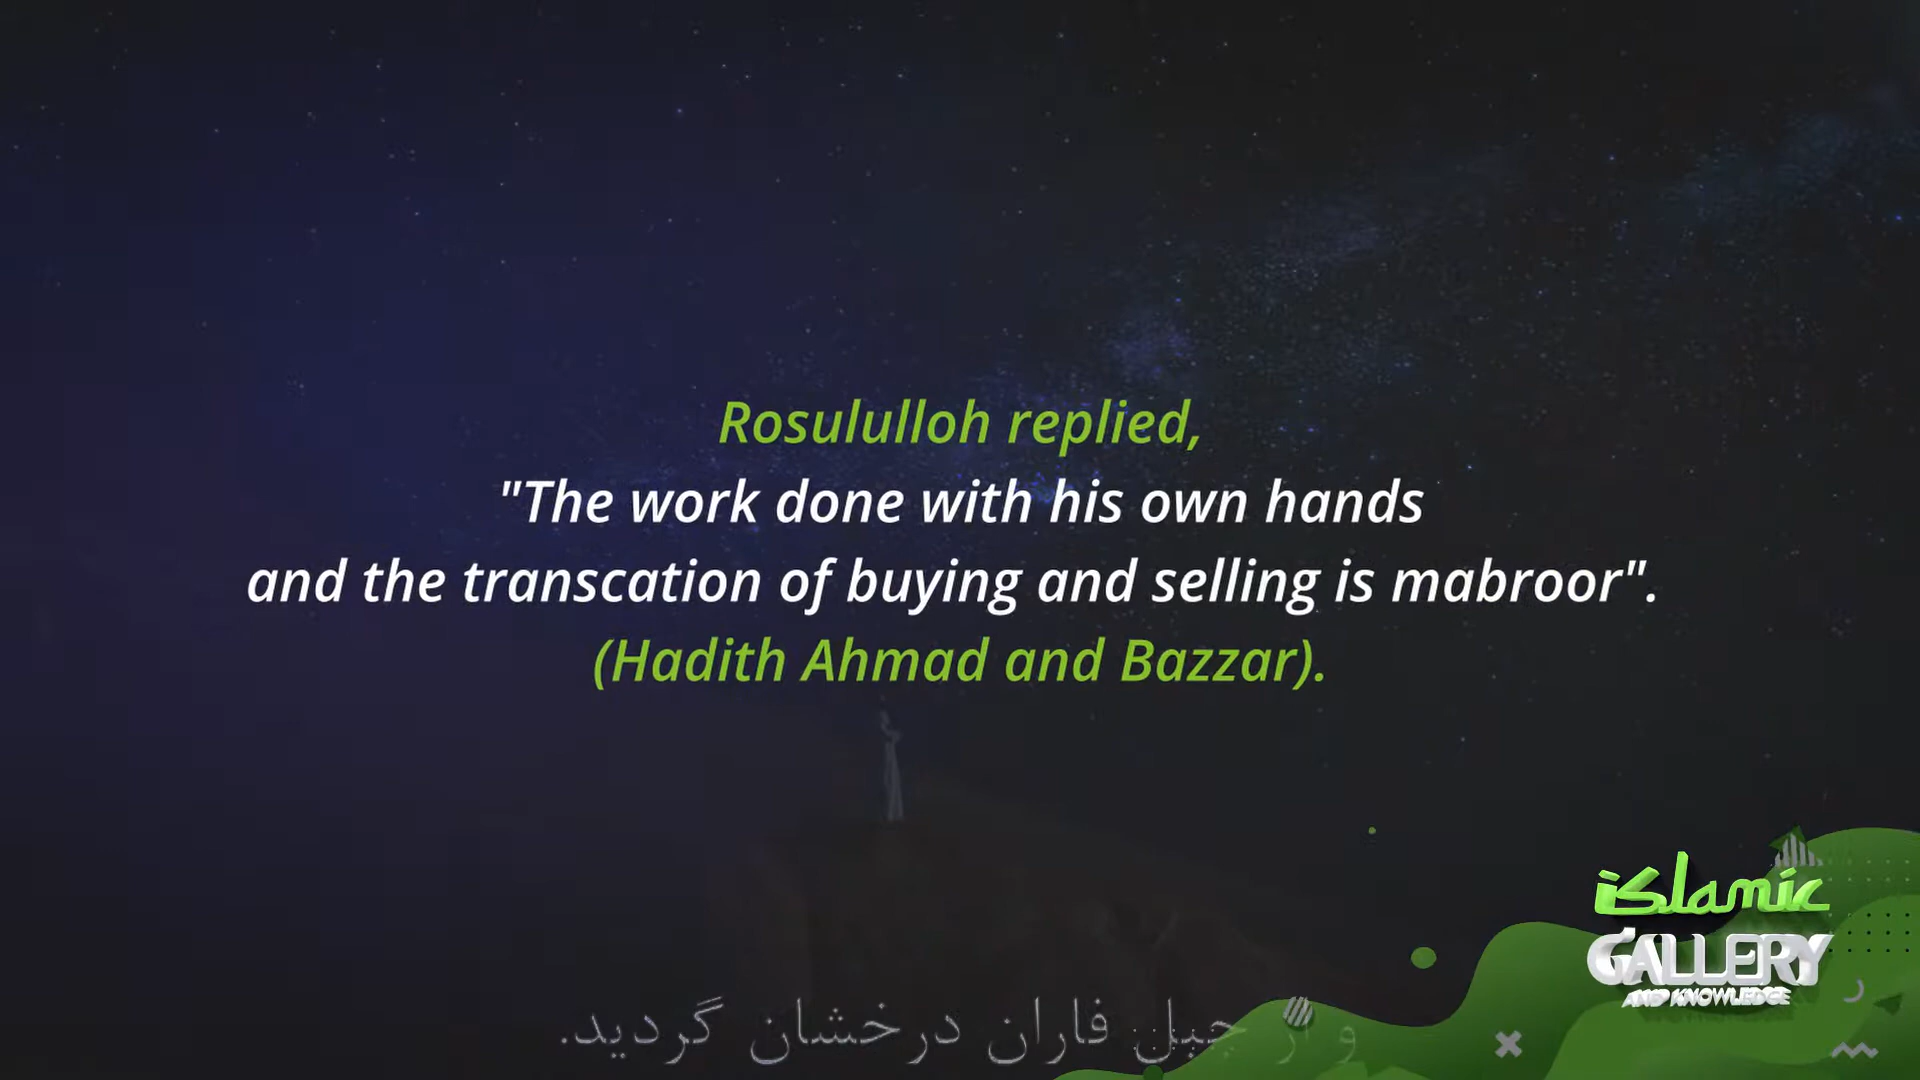 Rosululloh replied,
"The work done with his own hands
and the transcation of buying and selling is mabroor".
(Hadith Ahmad and Bazzar).
islamic
GALLERY
AND KNOWLEDGE
و از جبل فاران درخشان گردید.